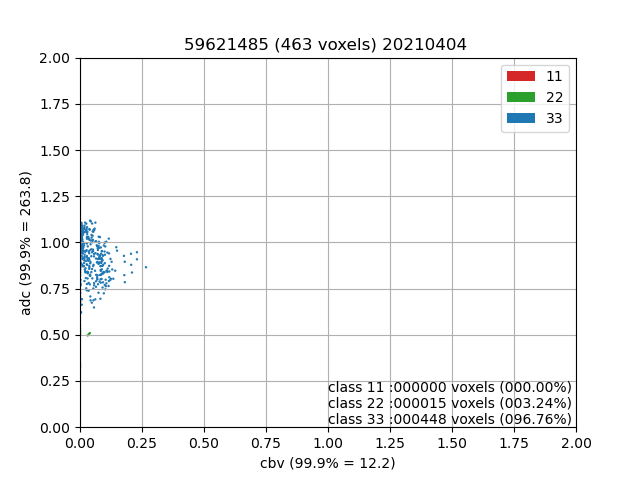 59621485 (463 voxels) 20210404
2.00
1.75
1.50
1.25
1.00
0.75
0.50
0.25
0.00
adc (99.9% = 263.8)
11
22
33
class 11 :000000 voxels (000.00%)
class 22 :000015 voxels (003.24%)
class 33 :000448 voxels (096.76%)
0.00 0.25 0.50 0.75 1.00 1.25 1.50 1.75 2.00
cbv (99.9% = 12.2)